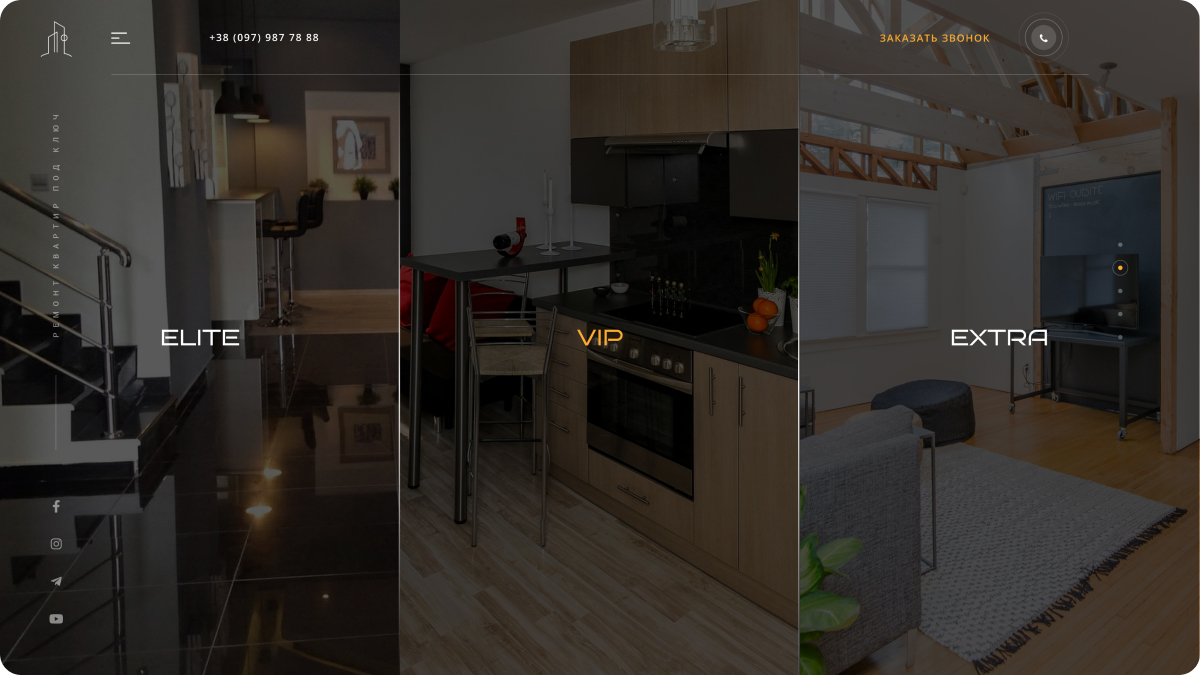 +38 (097) 987 78 88
ЗАКАЗАТЬ ЗВОНОК
РЕМОНТ КВАРТИР ПОД КЛЮЧ
ELITE
VIP
EXTRA